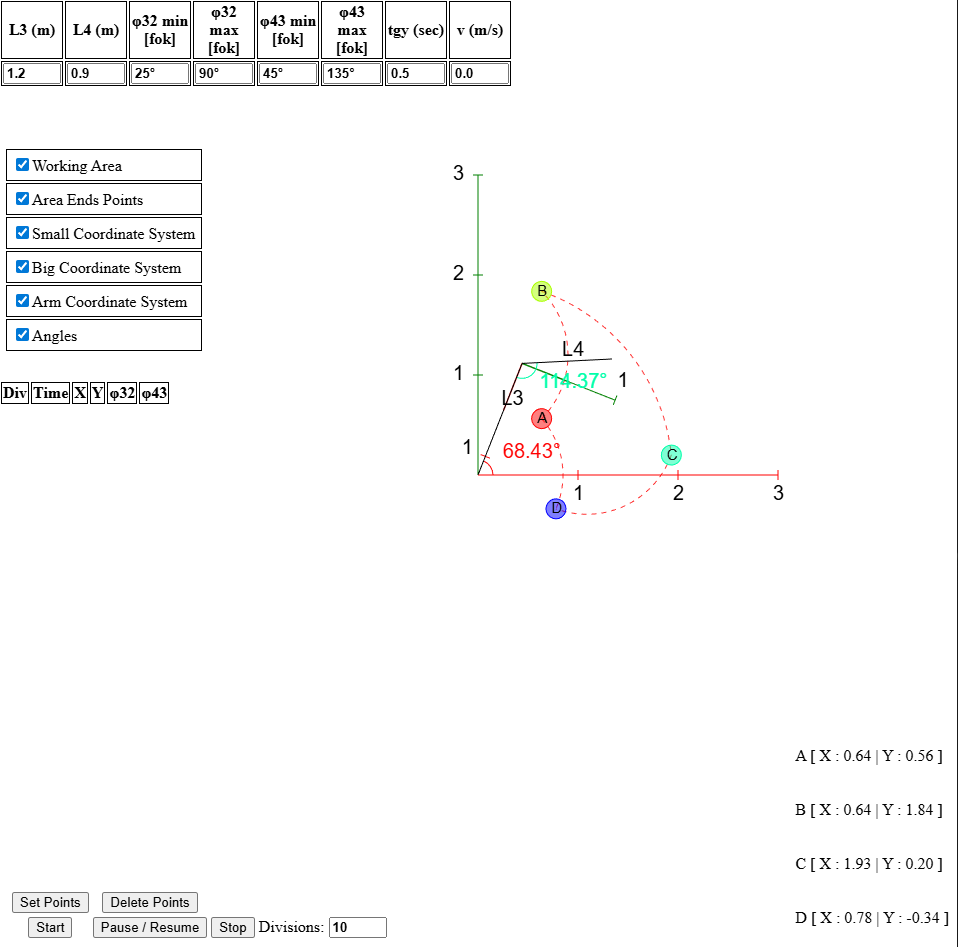 L3 (m) L4 (m) φ32 min [fok] φ32 max [fok] φ43 min [fok] φ43 max [fok] tgy (sec) v (m/s)
1.2 0.9 25° 90° 45° 135° 0.5 0.0
Working Area
Area Ends Points
Small Coordinate System
Big Coordinate System
Arm Coordinate System
Angles
Div Time X Y φ32 φ43
3
2
B
L4
1
114.37°
1
L3
A
1
68.43°
C
1 2 3
D
A [ X : 0.64 | Y : 0.56 ]
B [ X : 0.64 | Y : 1.84 ]
C [ X : 1.93 | Y : 0.20 ]
D [ X : 0.78 | Y : -0.34 ]
Set Points Delete Points
Start Pause / Resume Stop Divisions: 10